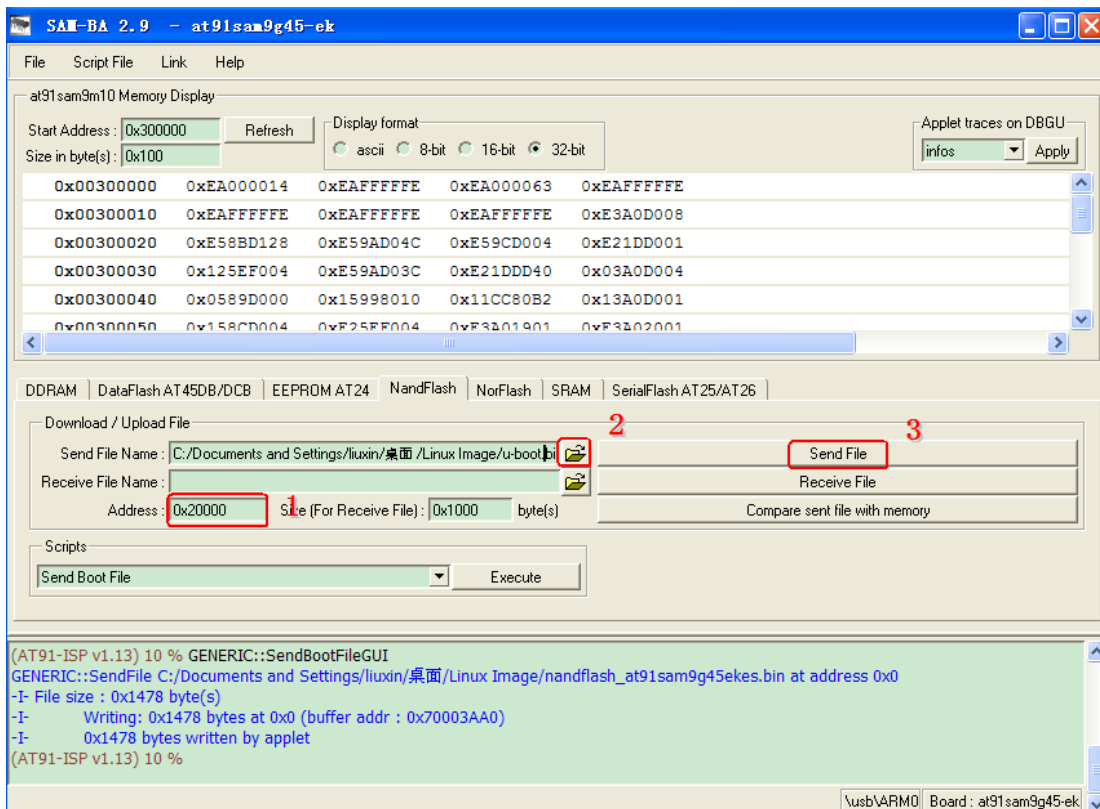 SAM-BA 2.9 - at91sam9g45-ek
File Script File Link Help
at91sam9m10 Memory Display
Start Address : 0x300000 Refresh
Size in byte(s) : 0x100
Display format
ascii 8-bit 16-bit 32-bit
Applet traces on DBGU
infos Apply
0x00300000 0xEA000014 0xEAFFFFFE 0xEA000063 0xEAFFFFFE
0x00300010 0xEAFFFFFE 0xEAFFFFFE 0xEAFFFFFE 0xE3A0D008
0x00300020 0xE58BD128 0xE59AD04C 0xE59CD004 0xE21DD001
0x00300030 0x125EF004 0xE59AD03C 0xE21DDD40 0x03A0D004
0x00300040 0x0589D000 0x15998010 0x11CC80B2 0x13A0D001
0x00300050 0x158CD004 0xE25EF004 0xE3A01901 0xE3A02001
DDRAM DataFlash AT45DB/DCB EEPROM AT24 NandFlash NorFlash SRAM SerialFlash AT25/AT26
Download / Upload File
2
3
Send File Name : C:/Documents and Settings/liuxin/桌面 /Linux Image/u-boot.bi Send File
Receive File Name : Receive File
Address : 0x20000 1 Size (For Receive File) : 0x1000 byte(s) Compare sent file with memory
Scripts
Send Boot File Execute
(AT91-ISP v1.13) 10 % GENERIC::SendBootFileGUI
GENERIC::SendFile C:/Documents and Settings/liuxin/桌面/Linux Image/nandflash_at91sam9g45ekes.bin at address 0x0
-I- File size : 0x1478 byte(s)
-I- Writing: 0x1478 bytes at 0x0 (buffer addr : 0x70003AA0)
-I- 0x1478 bytes written by applet
(AT91-ISP v1.13) 10 %
\usb\ARM0 Board : at91sam9g45-ek